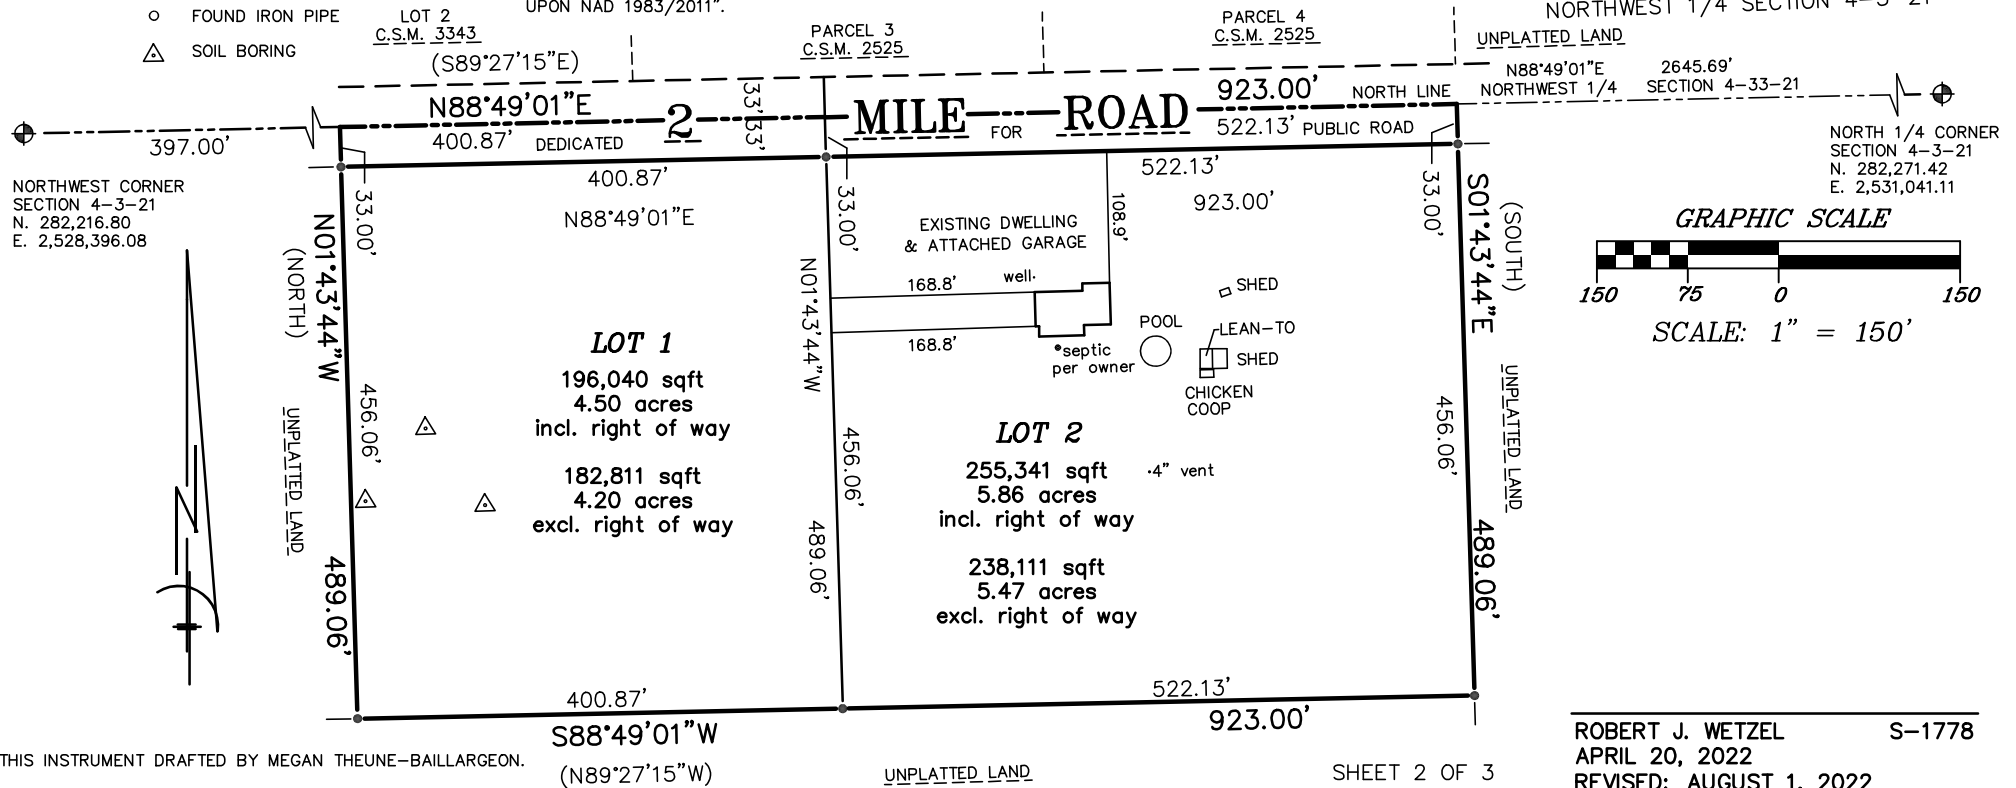 FOUND IRON PIPE
SOIL BORING
LOT 2
C.S.M. 3343
UPON NAD 1983/2011".
(S89°27'15"E)
PARCEL 3
C.S.M. 2525
PARCEL 4
C.S.M. 2525
NORTHWEST 1/4 SECTION 4-3-21
UNPLATTED LAND
N88°49'01"E 2645.69'
NORTHWEST 1/4 SECTION 4-33-21
N88°49'01"E
923.00'
NORTH LINE
2 MILE ROAD
33'
33'
397.00'
400.87' DEDICATED FOR 522.13' PUBLIC ROAD
NORTHWEST CORNER
SECTION 4-3-21
N. 282,216.80
E. 2,528,396.08
NORTH 1/4 CORNER
SECTION 4-3-21
N. 282,271.42
E. 2,531,041.11
400.87'
N88°49'01"E
522.13'
923.00'
33.00'
33.00'
33.00'
108.9'
N01°43'44"W
(NORTH)
N01°43'44"W
S01°43'44"E
(SOUTH)
EXISTING DWELLING
& ATTACHED GARAGE
168.8'
well
168.8'
septic
per owner
POOL
SHED
LEAN-TO
SHED
CHICKEN
COOP
GRAPHIC SCALE
150 75 0 150
SCALE: 1" = 150'
LOT 1
196,040 sqft
4.50 acres
incl. right of way
182,811 sqft
4.20 acres
excl. right of way
LOT 2
255,341 sqft
5.86 acres
incl. right of way
4" vent
238,111 sqft
5.47 acres
excl. right of way
456.06'
456.06'
456.06'
UNPLATTED LAND
UNPLATTED LAND
489.06'
489.06'
489.06'
400.87'
522.13'
S88°49'01"W
923.00'
(N89°27'15"W)
UNPLATTED LAND
THIS INSTRUMENT DRAFTED BY MEGAN THEUNE-BAILLARGEON.
SHEET 2 OF 3
ROBERT J. WETZEL S-1778
APRIL 20, 2022
REVISED: AUGUST 1, 2022